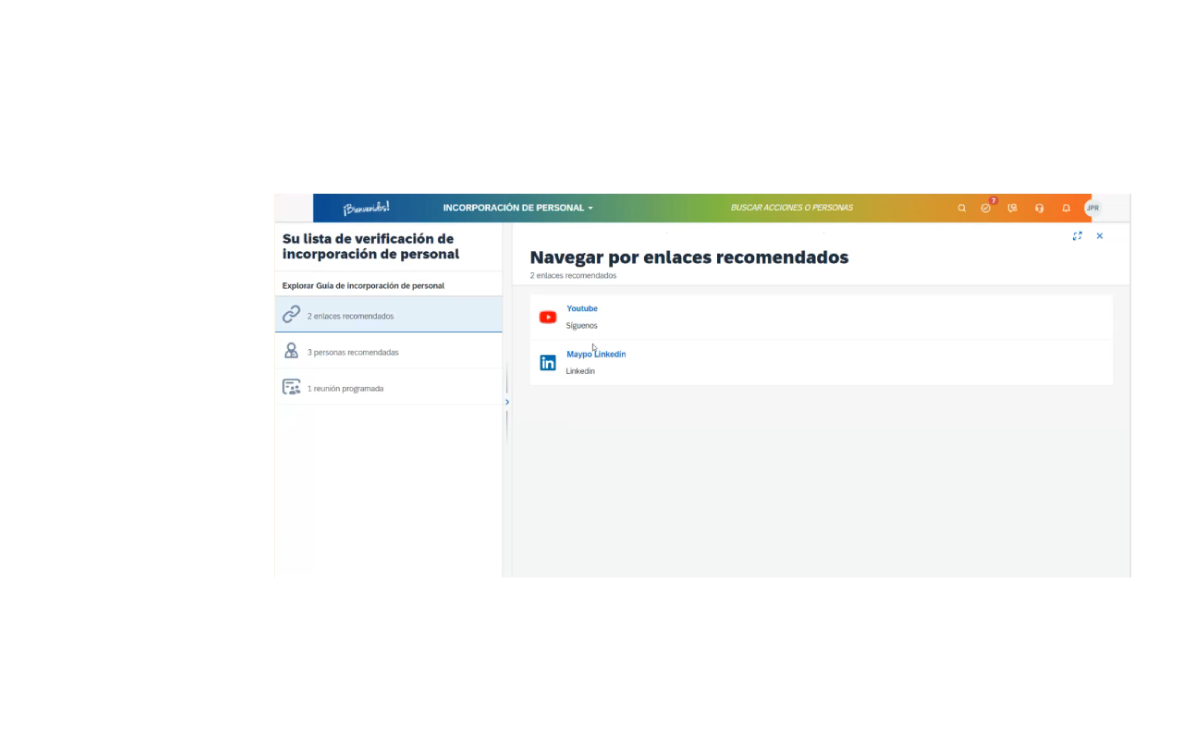 ¡Bienvenidos!
INCORPORACIÓN DE PERSONAL
BUSCAR ACCIONES O PERSONAS
7
JPR
Su lista de verificación de
incorporación de personal
Explorar Guía de incorporación de personal
2 enlaces recomendados
3 personas recomendadas
1 reunión programada
Navegar por enlaces recomendados
2 enlaces recomendados
Youtube
Síguenos
Maypo Linkedin
Linkedin